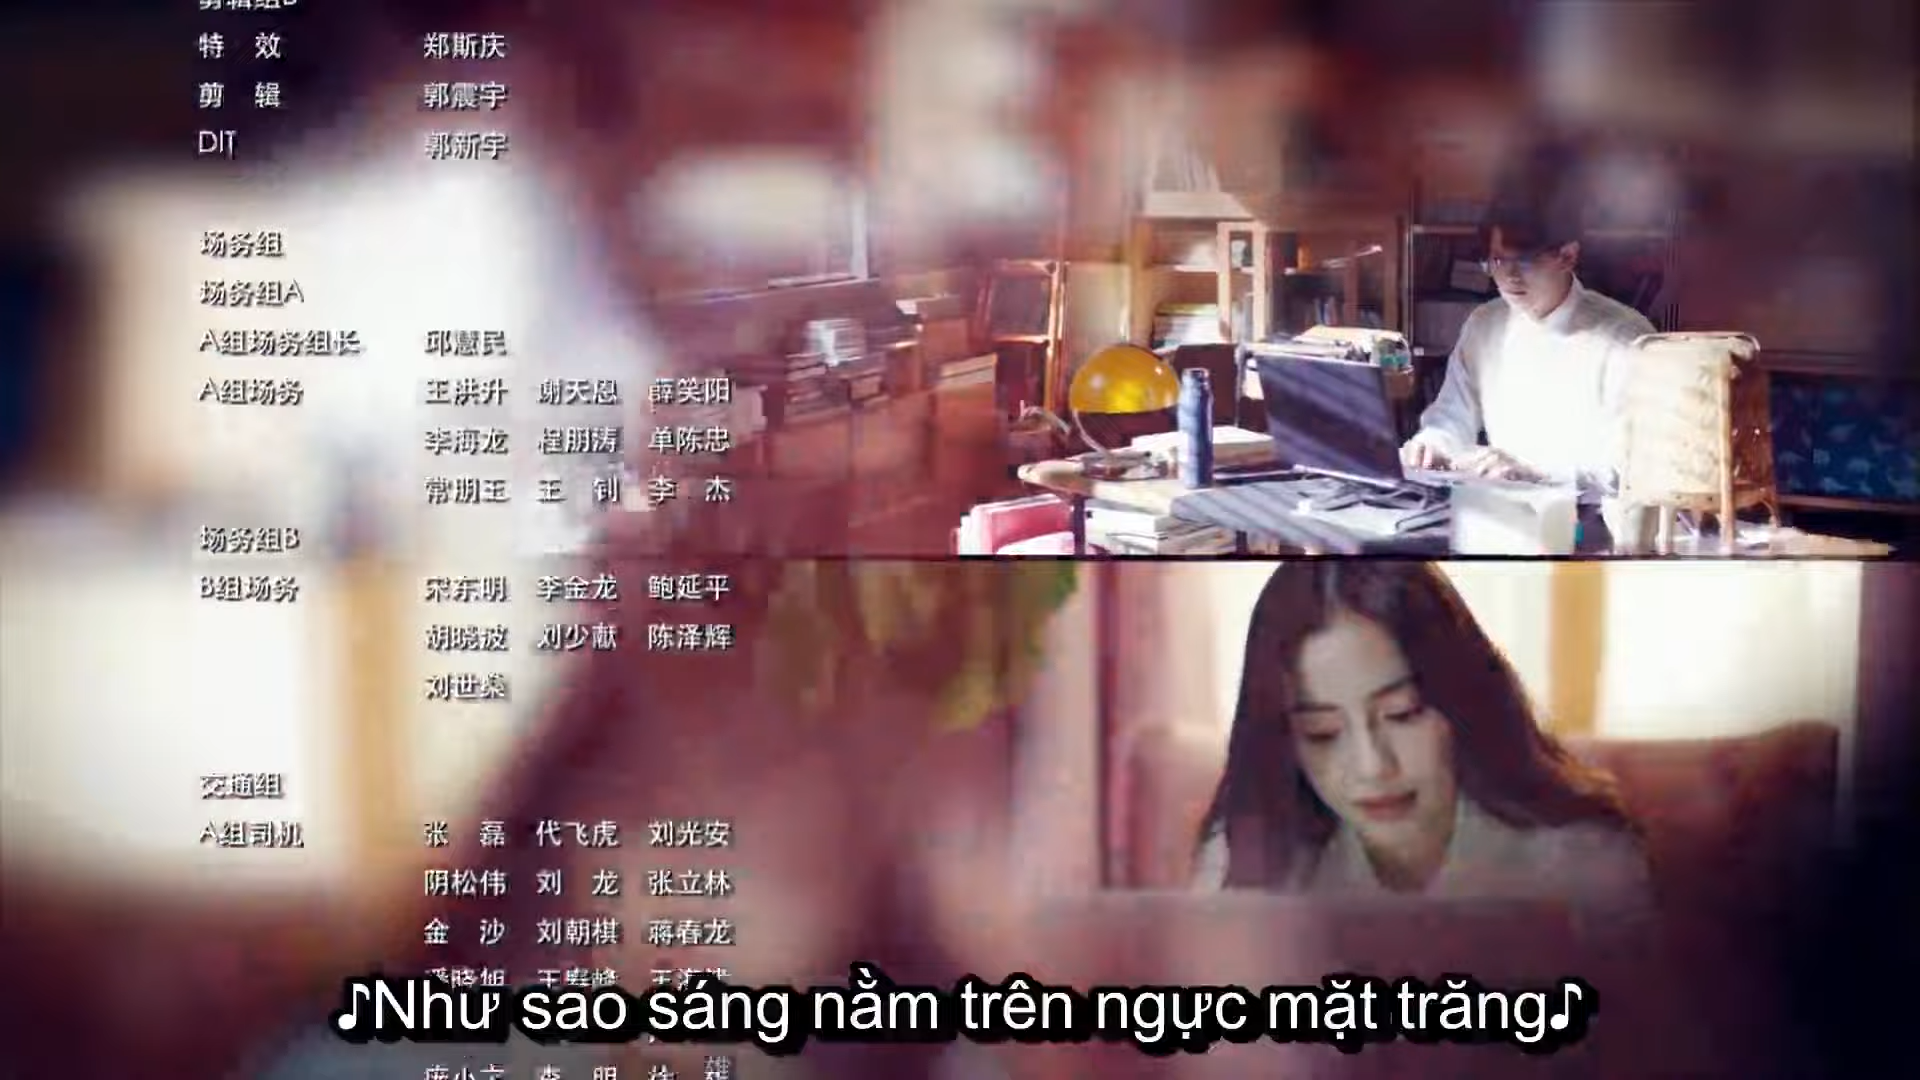 特 效 郑斯庆
剪 辑 郭震宇
DIT 郭新宇
场务组
场务组A
A组场务组长 邱慧民
A组场务 王洪升 谢天恩 薛笑阳
李海龙 程朋涛 单陈忠
常朋王 王 钊 李 杰
场务组B
B组场务 宋东明 李金龙 鲍延平
胡晓波 刘少献 陈泽辉
刘世燊
交通组
A组司机 张 磊 代飞虎 刘光安
阴松伟 刘 龙 张立林
金 沙 刘朝棋 蒋春龙
♪Như sao sáng nằm trên ngực mặt trăng♪